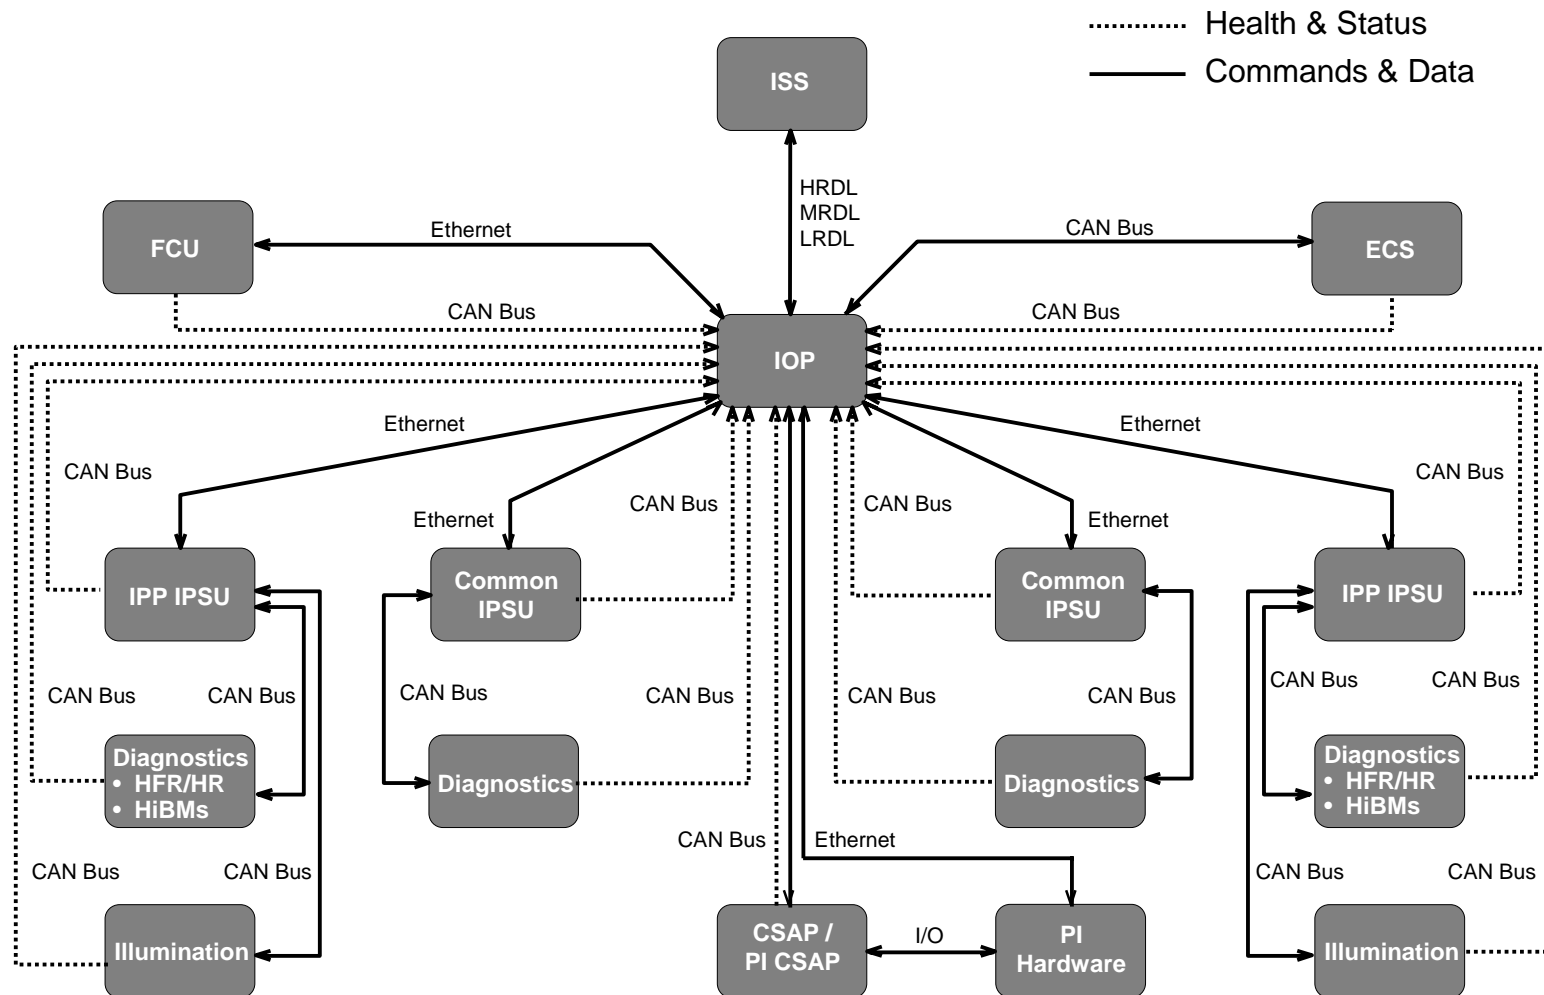 Health & Status
Commands & Data
ISS
HRDL
MRDL
LRDL
FCU
Ethernet
CAN Bus
ECS
CAN Bus
CAN Bus
IOP
Ethernet
Ethernet
CAN Bus
CAN Bus
CAN Bus
CAN Bus
Ethernet
Ethernet
IPP IPSU
Common
IPSU
Common
IPSU
IPP IPSU
CAN Bus
CAN Bus
CAN Bus
CAN Bus
CAN Bus
CAN Bus
CAN Bus
CAN Bus
Diagnostics
• HFR/HR
• HiBMs
Diagnostics
Diagnostics
Diagnostics
• HFR/HR
• HiBMs
CAN Bus
Ethernet
CAN Bus
CAN Bus
CAN Bus
CAN Bus
Illumination
CSAP /
PI CSAP
I/O
PI
Hardware
Illumination